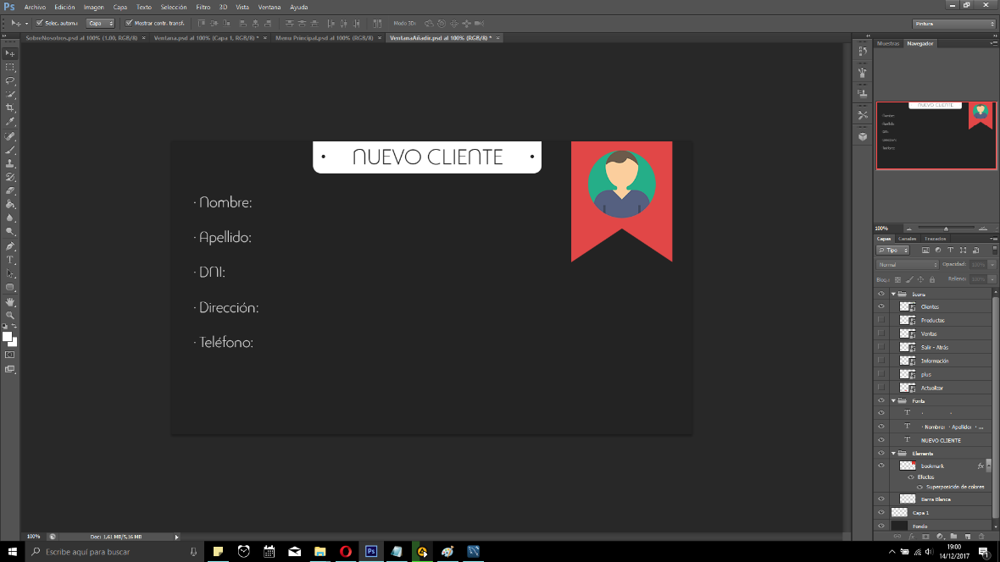 Ps Archivo Edición Imagen Capa Texto Selección Filtro 3D Vista Ventana Ayuda
Selec. autom.: Capa Mostrar contr. transf. Modo 3D: Pintura
SobreNosotros.psd al 100% (1,00, RGB/8) × Ventana.psd al 100% (Capa 1, RGB/8) * × Menu Principal.psd al 100% (RGB/8) × VentanaAñadir.psd al 100% (RGB/8) * ×
Muestras Navegador
NUEVO CLIENTE
NUEVO CLIENTE
· Nombre:
· Apellido:
· DNI:
· Dirección:
· Teléfono:
100%
Capas Canales Trazados
Tipo
Normal Opacidad: 100%
Bloq.: Relleno: 100%
Icons
Clientes
Productos
Ventas
Salir - Atrás
Información
plus
Actualizar
Fonts
· ·
· Nombre: · Apellido: · ...
NUEVO CLIENTE
Elements
bookmark fx
Efectos
Superposición de colores
Barra Blanca
Capa 1
Fondo
100% Doc: 1,61 MB/5,16 MB
Escribe aquí para buscar
Ps
19:00
14/12/2017
1